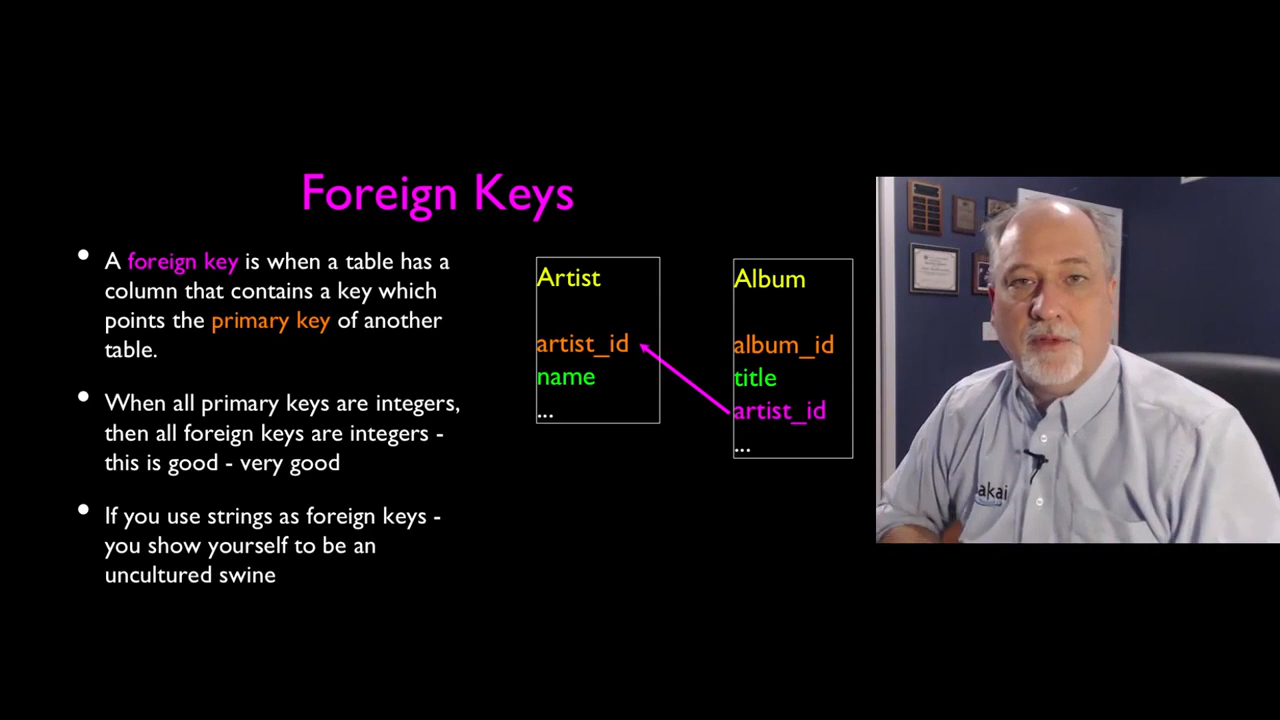 Foreign Keys
• A foreign key is when a table has a
column that contains a key which
points the primary key of another
table.
• When all primary keys are integers,
then all foreign keys are integers -
this is good - very good
• If you use strings as foreign keys -
you show yourself to be an
uncultured swine
Artist
artist_id
name
...
Album
album_id
title
artist_id
...
akai